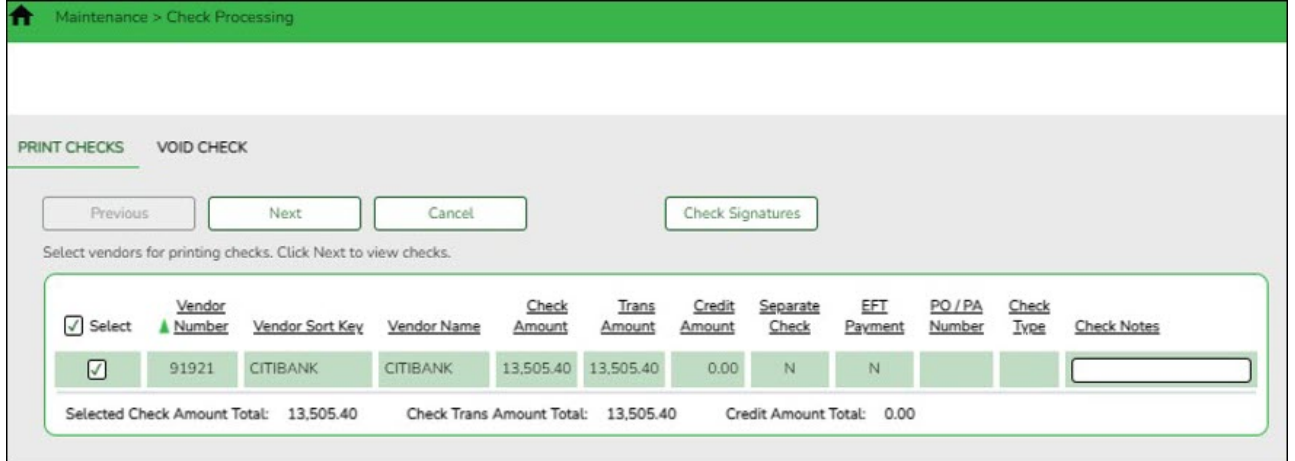 Maintenance > Check Processing
PRINT CHECKS VOID CHECK
Previous Next Cancel Check Signatures
Select vendors for printing checks. Click Next to view checks.
Select Vendor Number Vendor Sort Key Vendor Name Check Amount Trans Amount Credit Amount Separate Check EFT Payment PO / PA Number Check Type Check Notes
91921 CITIBANK CITIBANK 13,505.40 13,505.40 0.00 N N
Selected Check Amount Total: 13,505.40 Check Trans Amount Total: 13,505.40 Credit Amount Total: 0.00